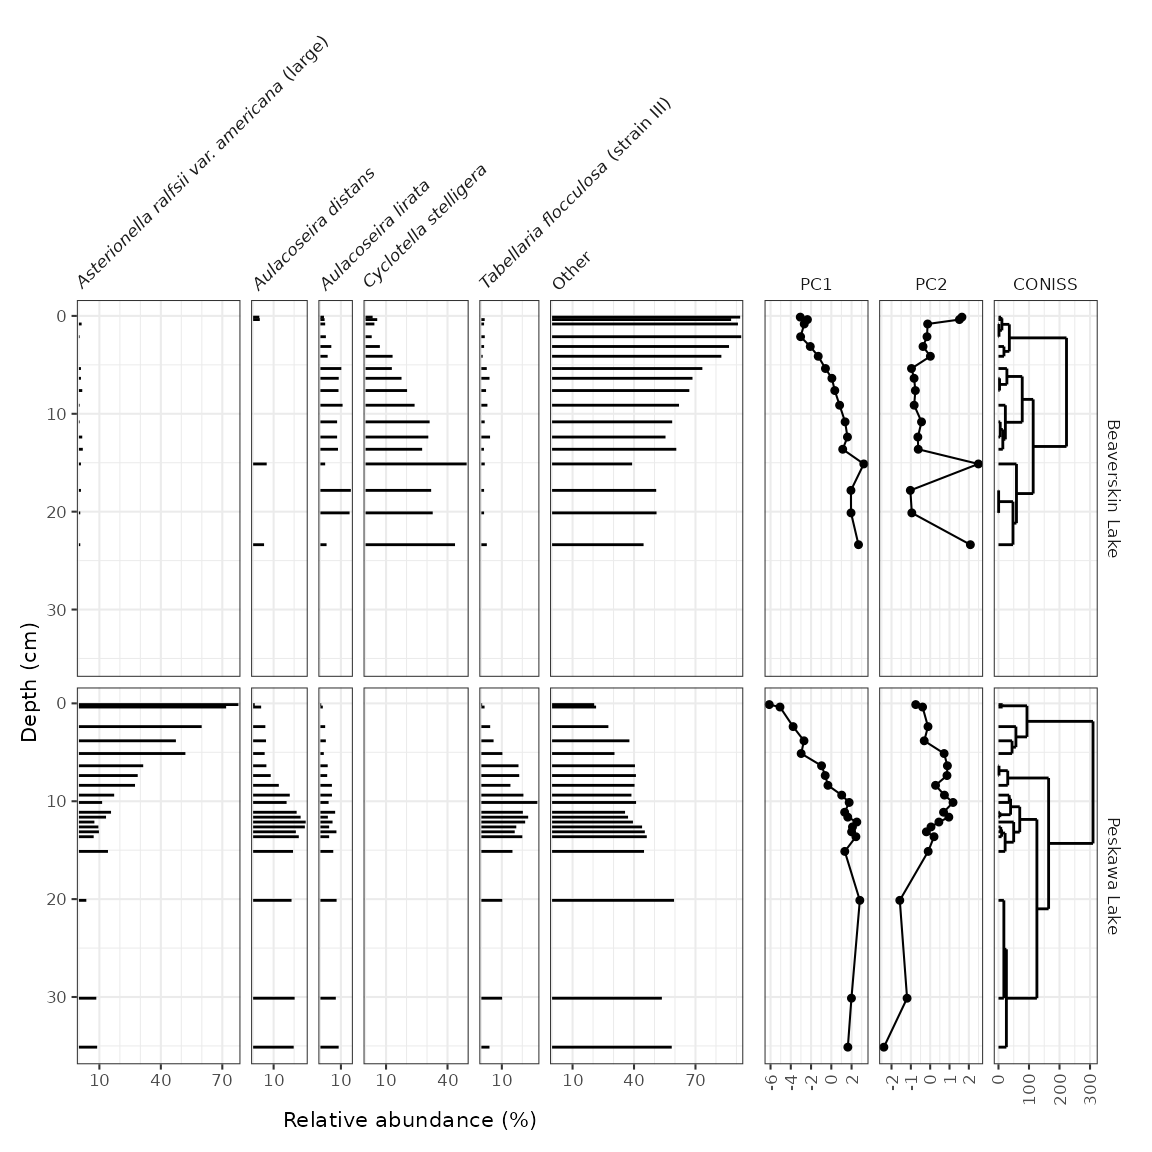 Asterionella ralfsii var. americana (large)
Aulacoseira distans
Aulacoseira lirata
Cyclotella stelligera
Tabellaria flocculosa (strain III)
Other
PC1
PC2
CONISS
0
10
20
30
Beaverskin Lake
Depth (cm)
0
10
20
30
Peskawa Lake
10 40 70
10
10
10 40
10
10 40 70
-6 -4 -2 0 2
-2 -1 0 1 2
0 100 200 300
Relative abundance (%)